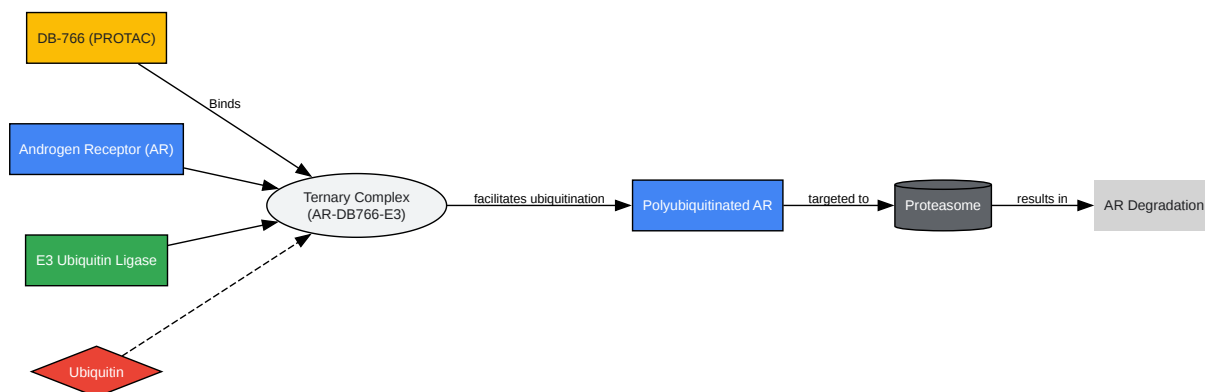 DB-766 (PROTAC)
Binds
Androgen Receptor (AR)
Ternary Complex
(AR-DB766-E3)
facilitates ubiquitination
Polyubiquitinated AR
targeted to
Proteasome
results in
AR Degradation
E3 Ubiquitin Ligase
Ubiquitin